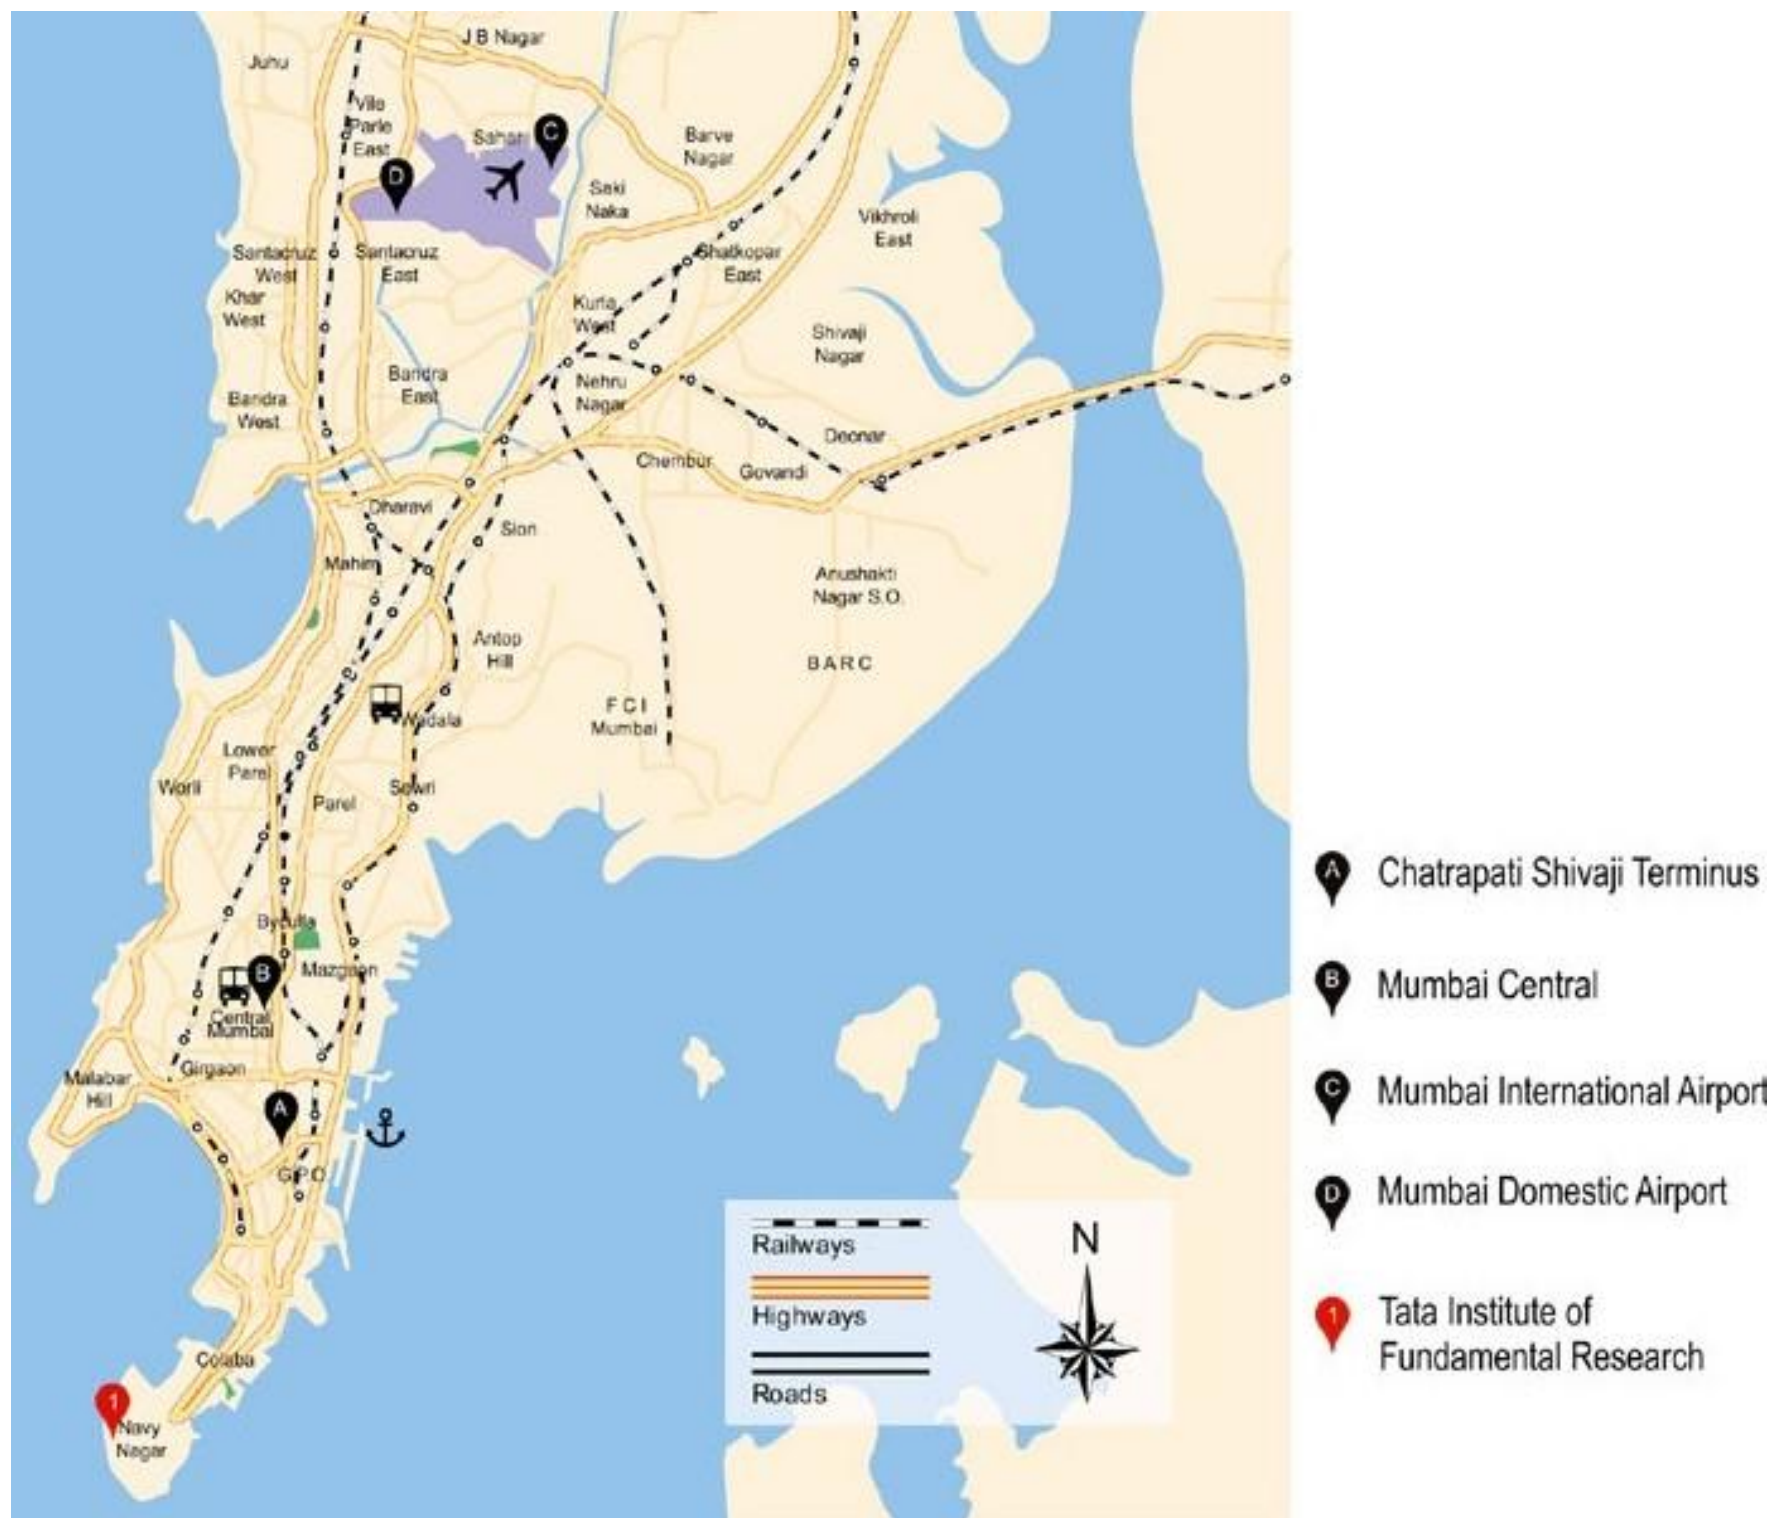 J B Nagar
Juhu
Vile
Parle
East
Sahar
C
Barve
Nagar
D
Saki
Naka
Vikhroli
East
Santacruz
West
Santacruz
East
Ghatkopar
East
Khar
West
Kurla
West
Shivaji
Nagar
Bandra
East
Nehru
Nagar
Bandra
West
Deonar
Chembur
Govandi
Dharavi
Sion
Mahim
Anushakti
Nagar S.O.
Antop
Hill
BARC
F C I
Mumbai
Wadala
Lower
Parel
Worli
Sewri
Parel
Byculla
B
Mazgaon
Central
Mumbai
Girgaon
Malabar
Hill
A
G P O
Colaba
1
Navy
Nagar
Railways
Highways
Roads
N
A Chatrapati Shivaji Terminus
B Mumbai Central
C Mumbai International Airport
D Mumbai Domestic Airport
1 Tata Institute of
Fundamental Research